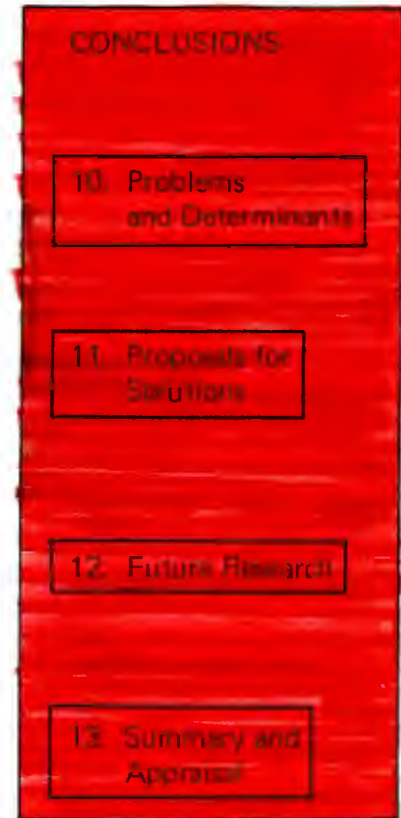 CONCLUSIONS
10. Problems
and Determinants
11. Proposals for
Solutions
12. Future Research
13. Summary and
Appraisal